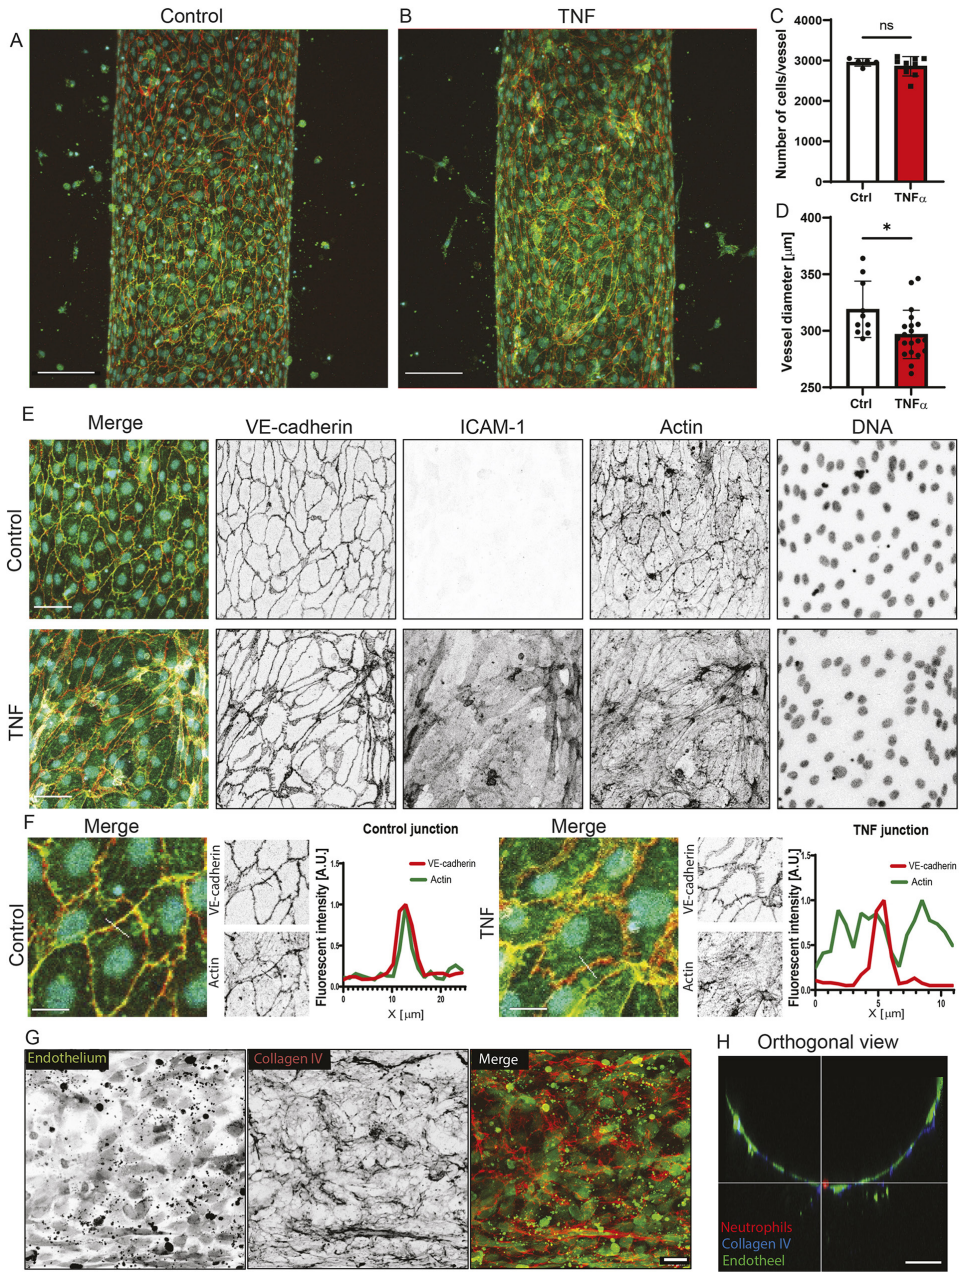 Control
TNF
A
B
C
Number of cells/vessel
4000
3000
2000
1000
0
ns
Ctrl
TNFα
D
Vessel diameter [μm]
400
350
300
250
*
Ctrl
TNFα
E
Merge
VE-cadherin
ICAM-1
Actin
DNA
Control
TNF
F
Merge
Control
VE-cadherin
Actin
Control junction
Fluorescent intensity [A.U.]
1.5
1.0
0.5
0.0
VE-cadherin
Actin
0
10
20
X [μm]
Merge
TNF
VE-cadherin
Actin
TNF junction
Fluorescent intensity [A.U.]
1.5
1.0
0.5
0.0
VE-cadherin
Actin
0
5
10
X [μm]
G
Endothelium
Collagen IV
Merge
H
Orthogonal view
Neutrophils
Collagen IV
Endotheel